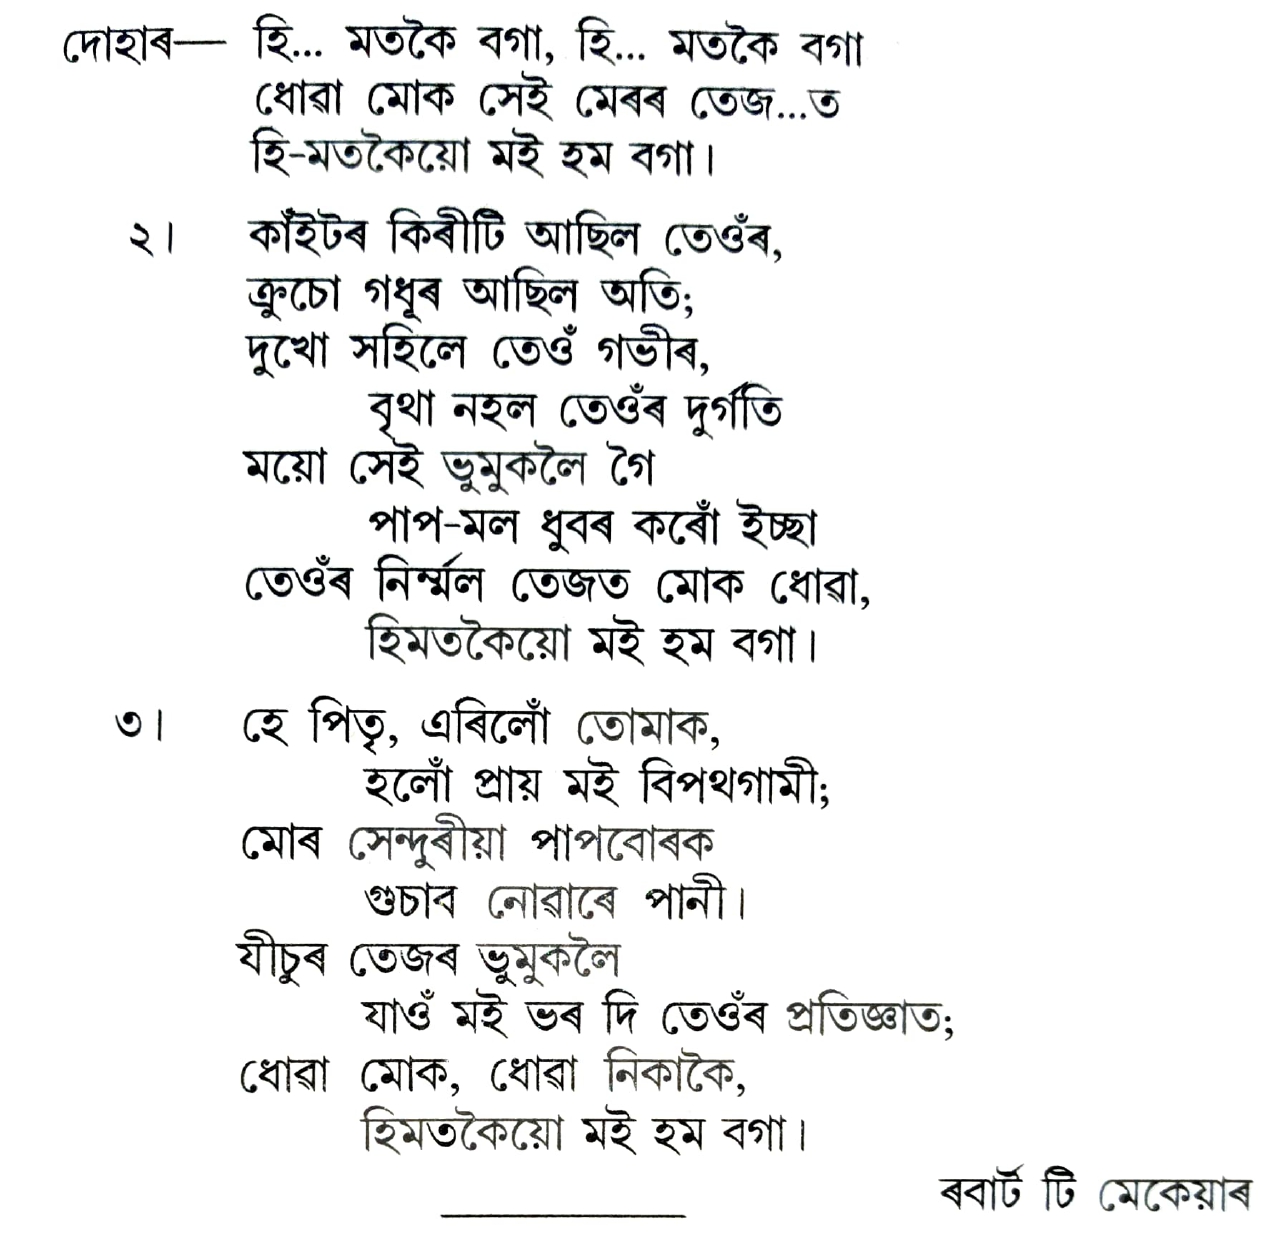 দোহাৰ— হি... মতকৈ বগা, হি... মতকৈ বগা
ধোৱা মোক সেই মেৰৰ তেজ...ত
হি-মতকৈয়ো মই হম বগা।
২। কাঁইটৰ কিৰীটি আছিল তেওঁৰ,
ক্ৰুচো গধূৰ আছিল অতি;
দুখো সহিলে তেওঁ গভীৰ,
বৃথা নহল তেওঁৰ দুৰ্গতি
ময়ো সেই ভুমুকলৈ গৈ
পাপ-মল ধুবৰ কৰোঁ ইচ্ছা
তেওঁৰ নিৰ্ম্মল তেজত মোক ধোৱা,
হিমতকৈয়ো মই হম বগা।
৩। হে পিতৃ, এৰিলোঁ তোমাক,
হলোঁ প্ৰায় মই বিপথগামী;
মোৰ সেন্দুৰীয়া পাপবোৰক
গুচাব নোৱাৰে পানী।
যীচুৰ তেজৰ ভুমুকলৈ
যাওঁ মই ভৰ দি তেওঁৰ প্ৰতিজ্ঞাত;
ধোৱা মোক, ধোৱা নিকাকৈ,
হিমতকৈয়ো মই হম বগা।
ৰবাৰ্ট টি মেকেয়াৰ